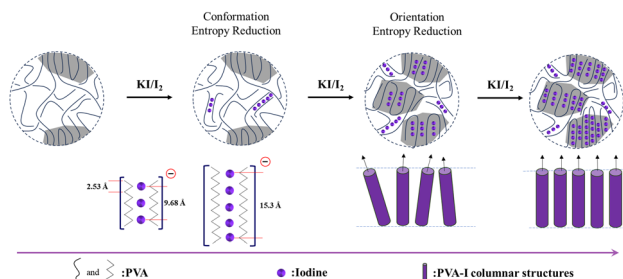 Conformation
Entropy Reduction
Orientation
Entropy Reduction
KI/I₂
KI/I₂
KI/I₂
2.53 Å
9.68 Å
15.3 Å
and :PVA
:Iodine
:PVA-I columnar structures